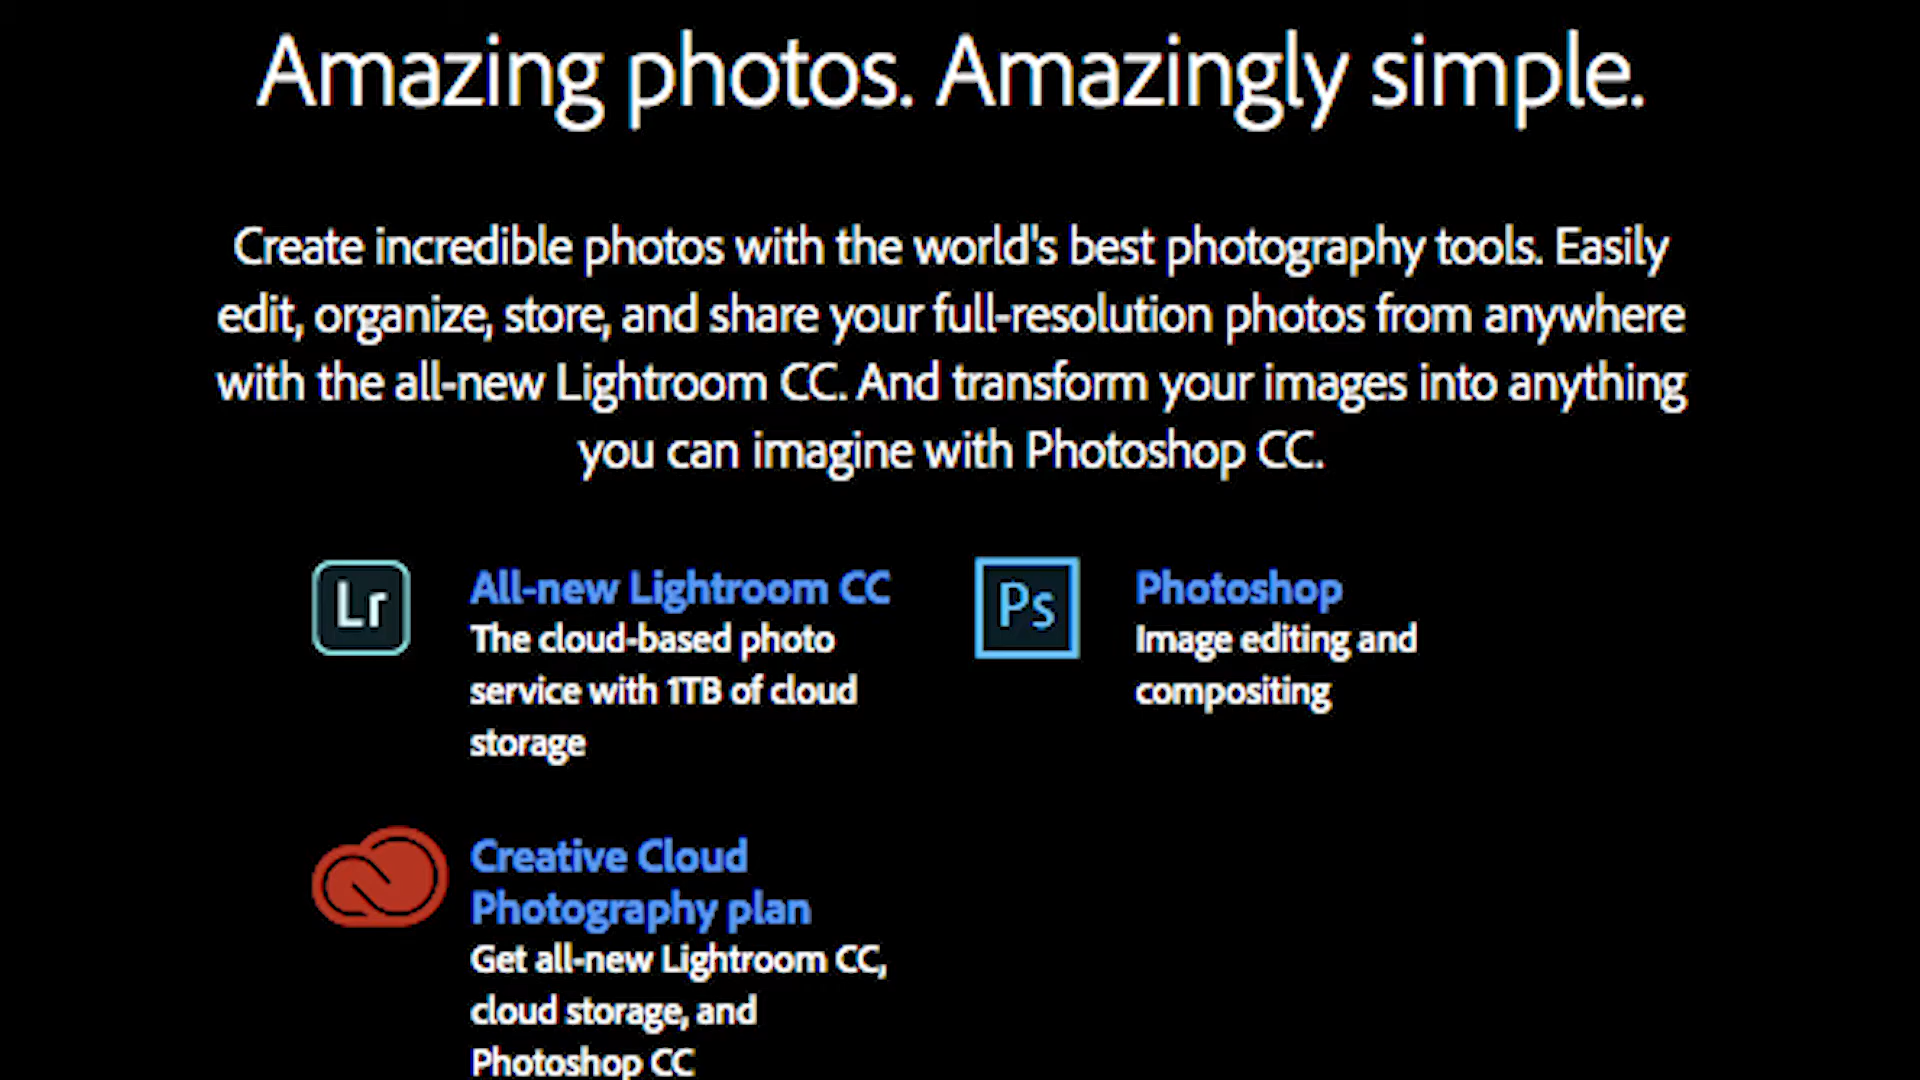 Amazing photos. Amazingly simple.
Create incredible photos with the world's best photography tools. Easily
edit, organize, store, and share your full-resolution photos from anywhere
with the all-new Lightroom CC. And transform your images into anything
you can imagine with Photoshop CC.
Lr
All-new Lightroom CC
The cloud-based photo
service with 1TB of cloud
storage
Ps
Photoshop
Image editing and
compositing
Creative Cloud
Photography plan
Get all-new Lightroom CC,
cloud storage, and
Photoshop CC